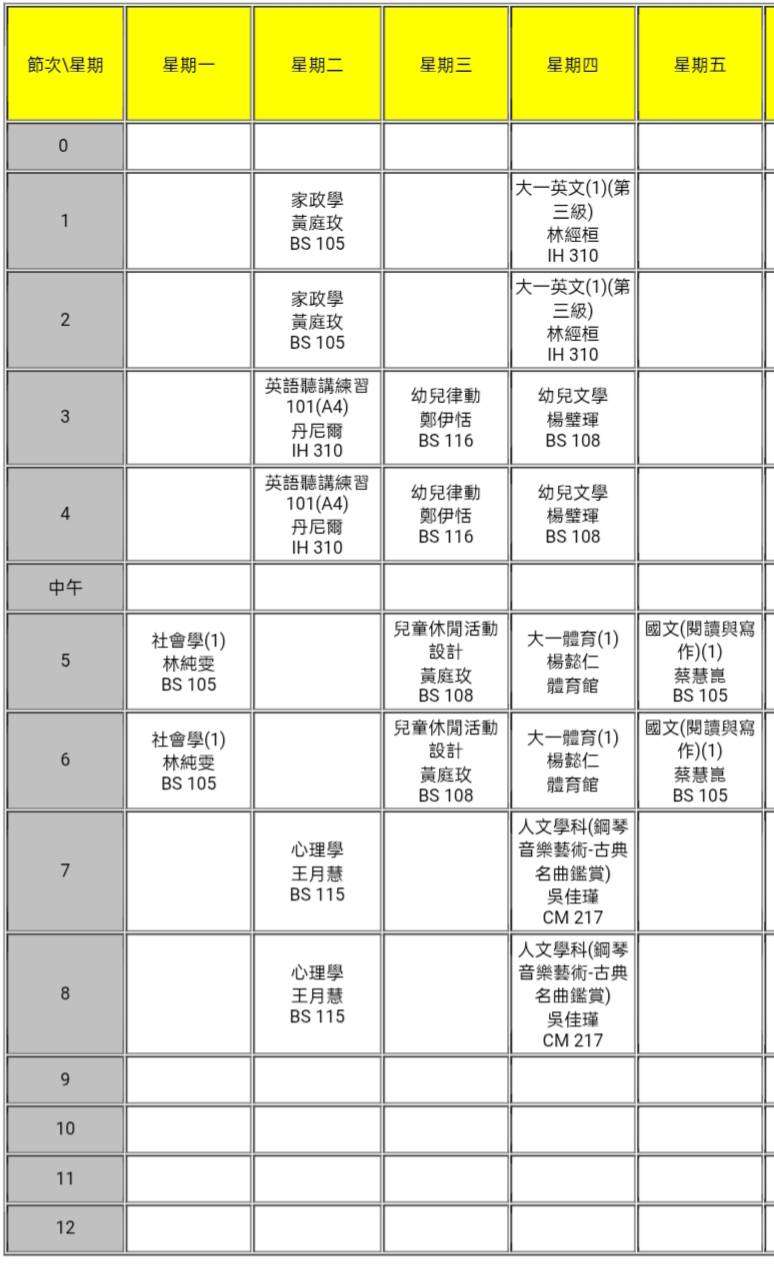 節次\星期 星期一 星期二 星期三 星期四 星期五
0
1
家政學
黃庭玫
BS 105
大一英文(1)(第
三級)
林經桓
IH 310
2
家政學
黃庭玫
BS 105
大一英文(1)(第
三級)
林經桓
IH 310
3
英語聽講練習
101(A4)
丹尼爾
IH 310
幼兒律動
鄭伊恬
BS 116
幼兒文學
楊璧琿
BS 108
4
英語聽講練習
101(A4)
丹尼爾
IH 310
幼兒律動
鄭伊恬
BS 116
幼兒文學
楊璧琿
BS 108
中午
5
社會學(1)
林純雯
BS 105
兒童休閒活動
設計
黃庭玫
BS 108
大一體育(1)
楊懿仁
體育館
國文(閱讀與寫
作)(1)
蔡慧崑
BS 105
6
社會學(1)
林純雯
BS 105
兒童休閒活動
設計
黃庭玫
BS 108
大一體育(1)
楊懿仁
體育館
國文(閱讀與寫
作)(1)
蔡慧崑
BS 105
7
心理學
王月慧
BS 115
人文學科(鋼琴
音樂藝術-古典
名曲鑑賞)
吳佳瑾
CM 217
8
心理學
王月慧
BS 115
人文學科(鋼琴
音樂藝術-古典
名曲鑑賞)
吳佳瑾
CM 217
9
10
11
12